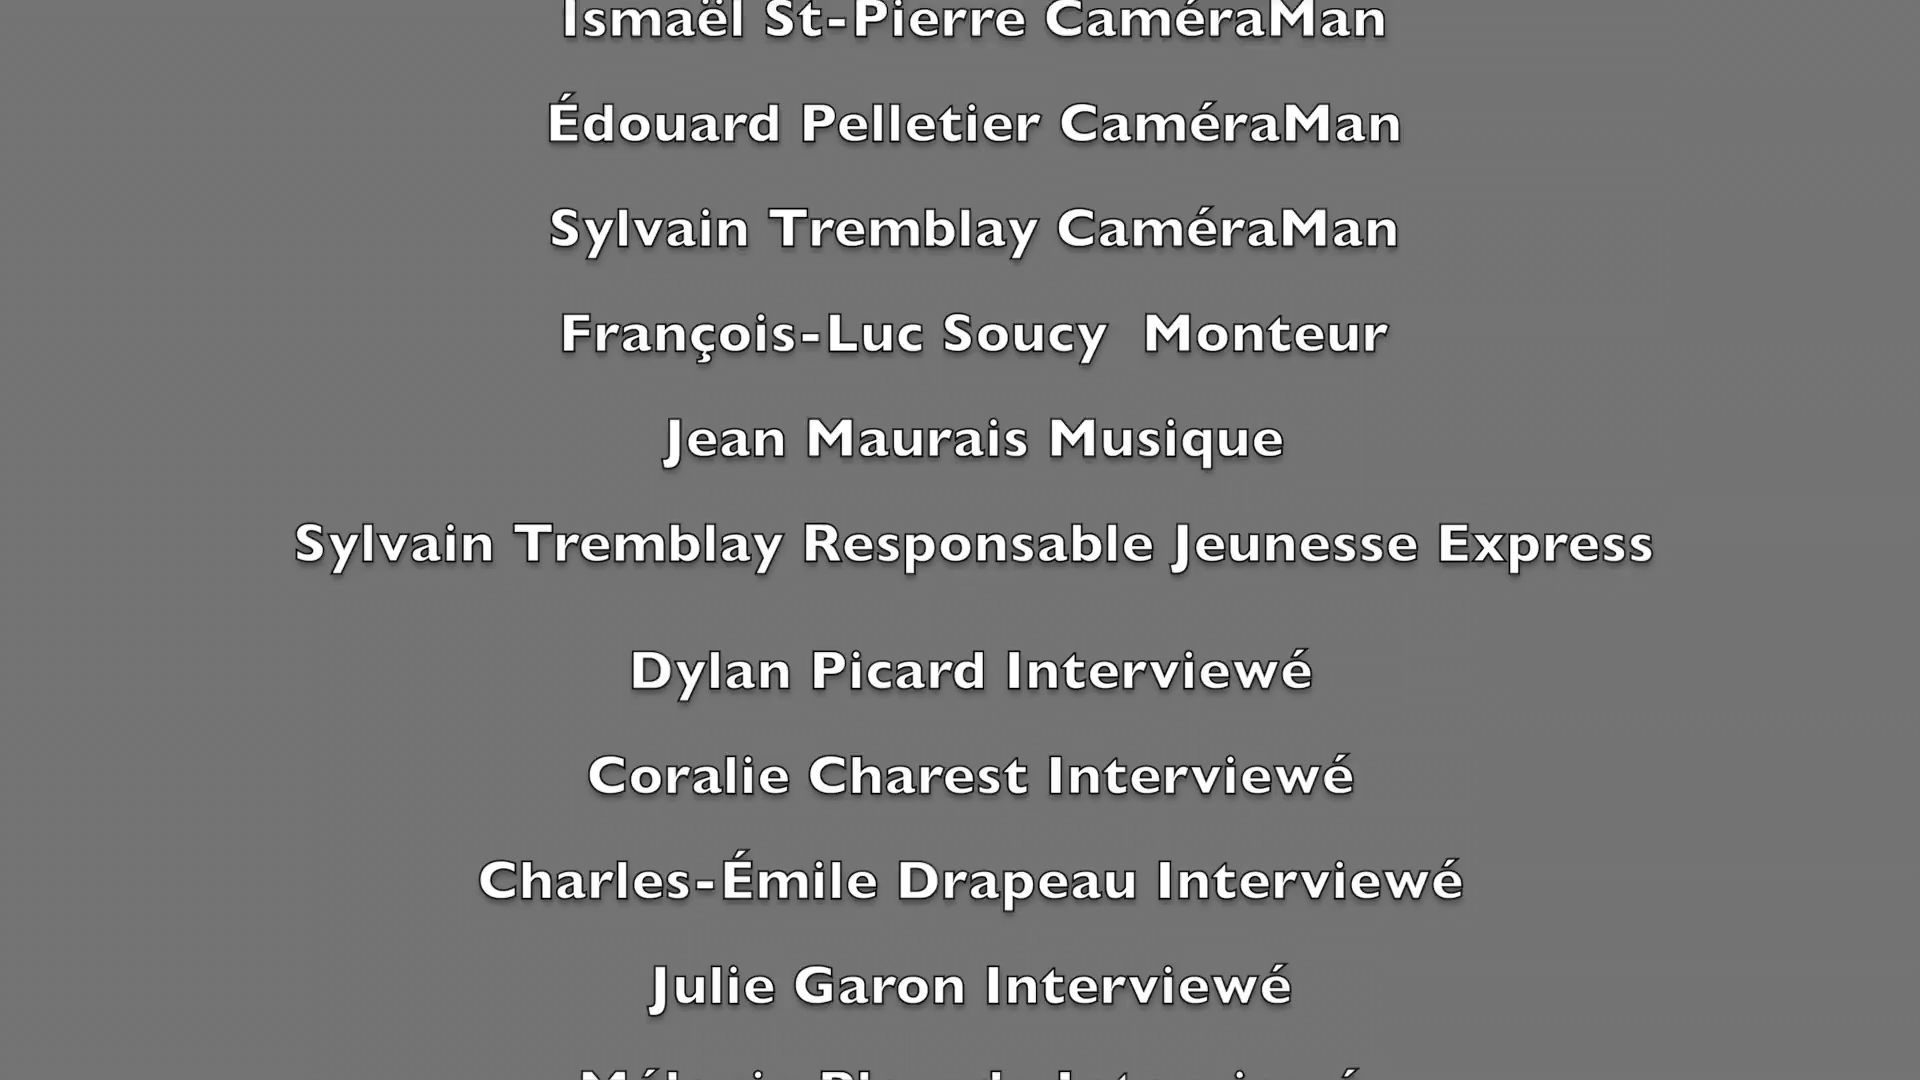 Ismaël St-Pierre CaméraMan
Édouard Pelletier CaméraMan
Sylvain Tremblay CaméraMan
François-Luc Soucy  Monteur
Jean Maurais Musique
Sylvain Tremblay Responsable Jeunesse Express
Dylan Picard Interviewé
Coralie Charest Interviewé
Charles-Émile Drapeau Interviewé
Julie Garon Interviewé